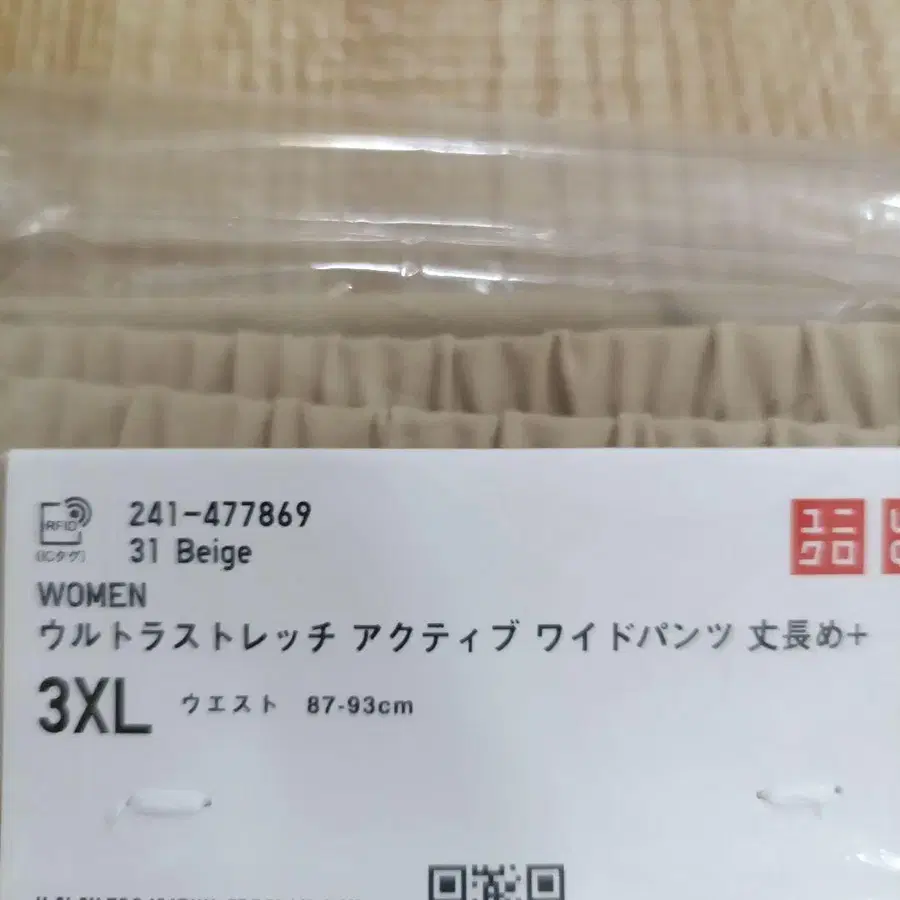 RFID
(ICタグ)
241-477869
31 Beige
ユニ
クロ
WOMEN
ウルトラストレッチ アクティブ ワイドパンツ 丈長め+
3XL ウエスト 87-93cm